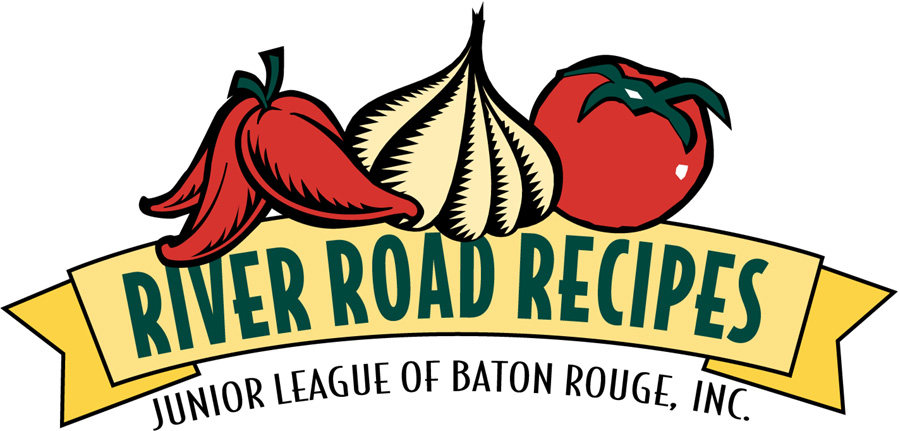 RIVER ROAD RECIPES
JUNIOR LEAGUE OF BATON ROUGE, INC.